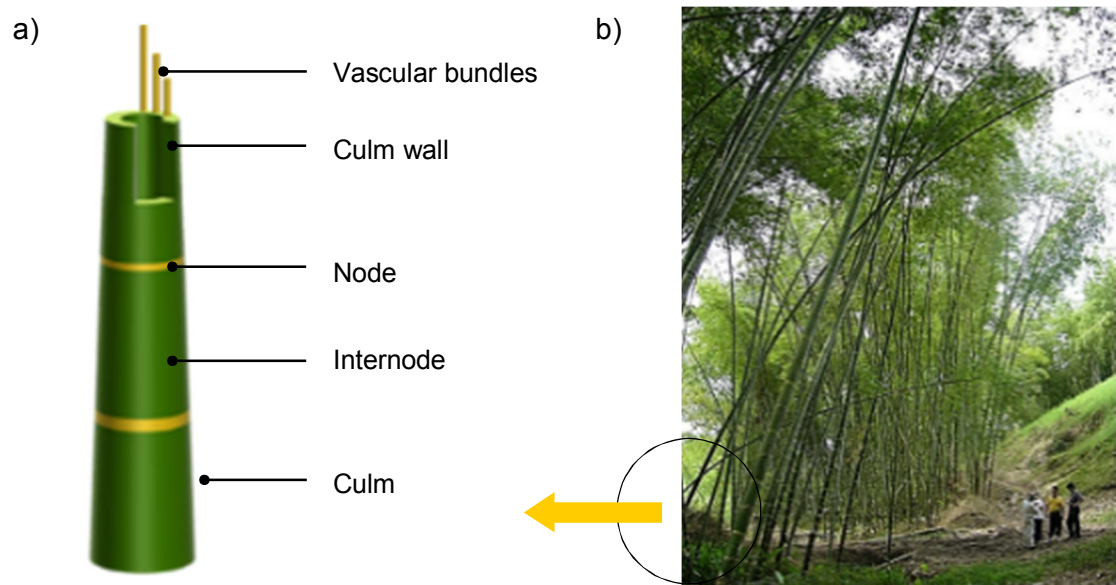 a)
b)
Vascular bundles
Culm wall
Node
Internode
Culm